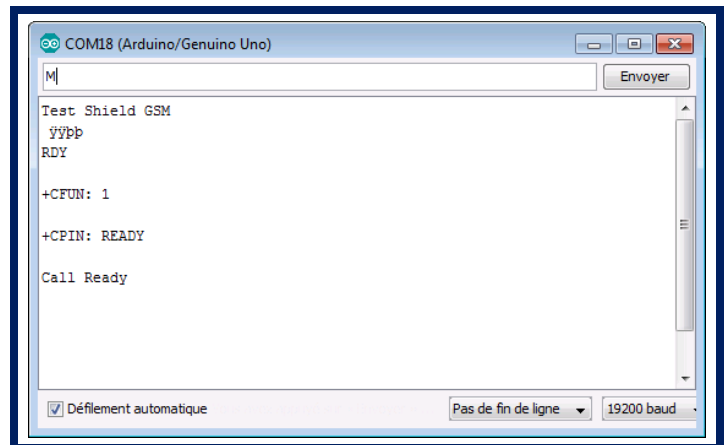 COM18 (Arduino/Genuino Uno)
M
Envoyer
Test Shield GSM
ÿÿþþ
RDY
+CFUN: 1
+CPIN: READY
Call Ready
Défilement automatique
Pas de fin de ligne
19200 baud